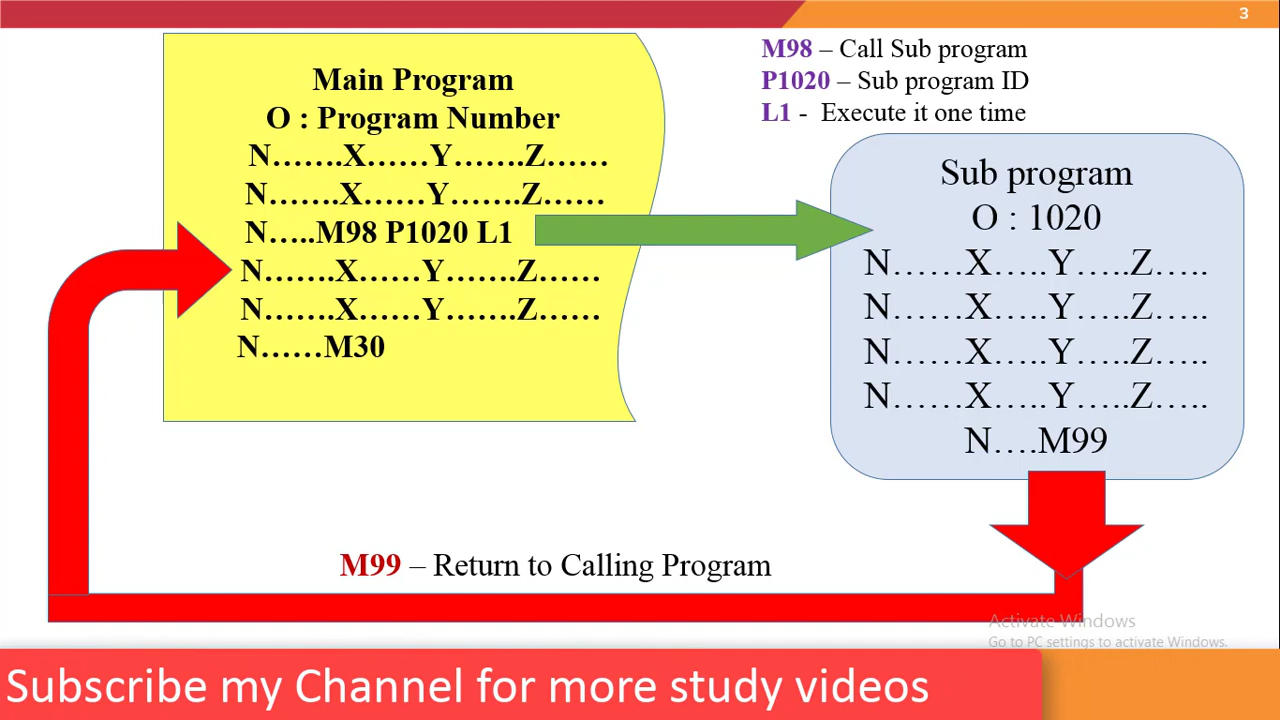 3
Main Program
O : Program Number
N…….X……Y…….Z……
N…….X……Y…….Z……
N…..M98 P1020 L1
N…….X……Y…….Z……
N…….X……Y…….Z……
N……M30
M98 – Call Sub program
P1020 – Sub program ID
L1 - Execute it one time
Sub program
O : 1020
N……X…..Y…..Z…..
N……X…..Y…..Z…..
N……X…..Y…..Z…..
N……X…..Y…..Z…..
N….M99
M99 – Return to Calling Program
Activate Windows
Go to PC settings to activate Windows.
Subscribe my Channel for more study videos